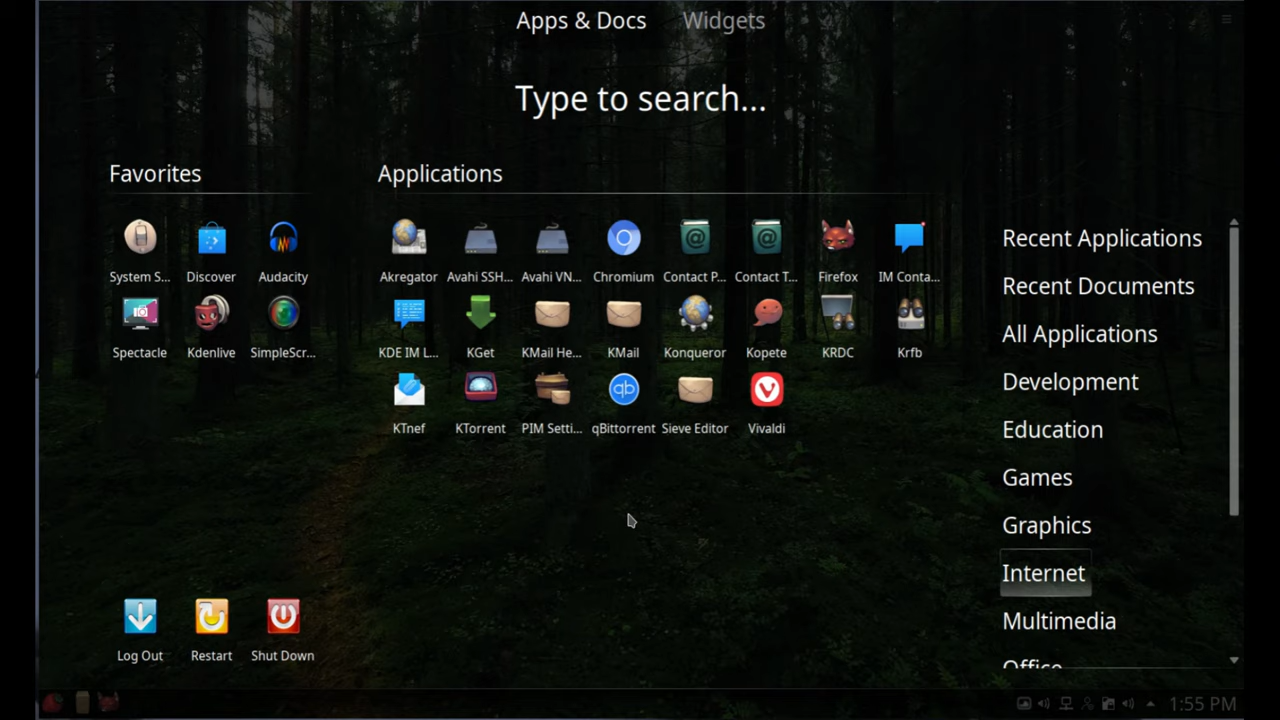 Apps & Docs Widgets
Type to search...
Favorites
System S...
Discover
Audacity
Spectacle
Kdenlive
SimpleScr...
Applications
Akregator
Avahi SSH...
Avahi VN...
Chromium
Contact P...
Contact T...
Firefox
IM Conta...
KDE IM L...
KGet
KMail He...
KMail
Konqueror
Kopete
KRDC
Krfb
KTnef
KTorrent
PIM Setti...
qBittorrent
Sieve Editor
Vivaldi
Recent Applications
Recent Documents
All Applications
Development
Education
Games
Graphics
Internet
Multimedia
Office
Log Out
Restart
Shut Down
1:55 PM